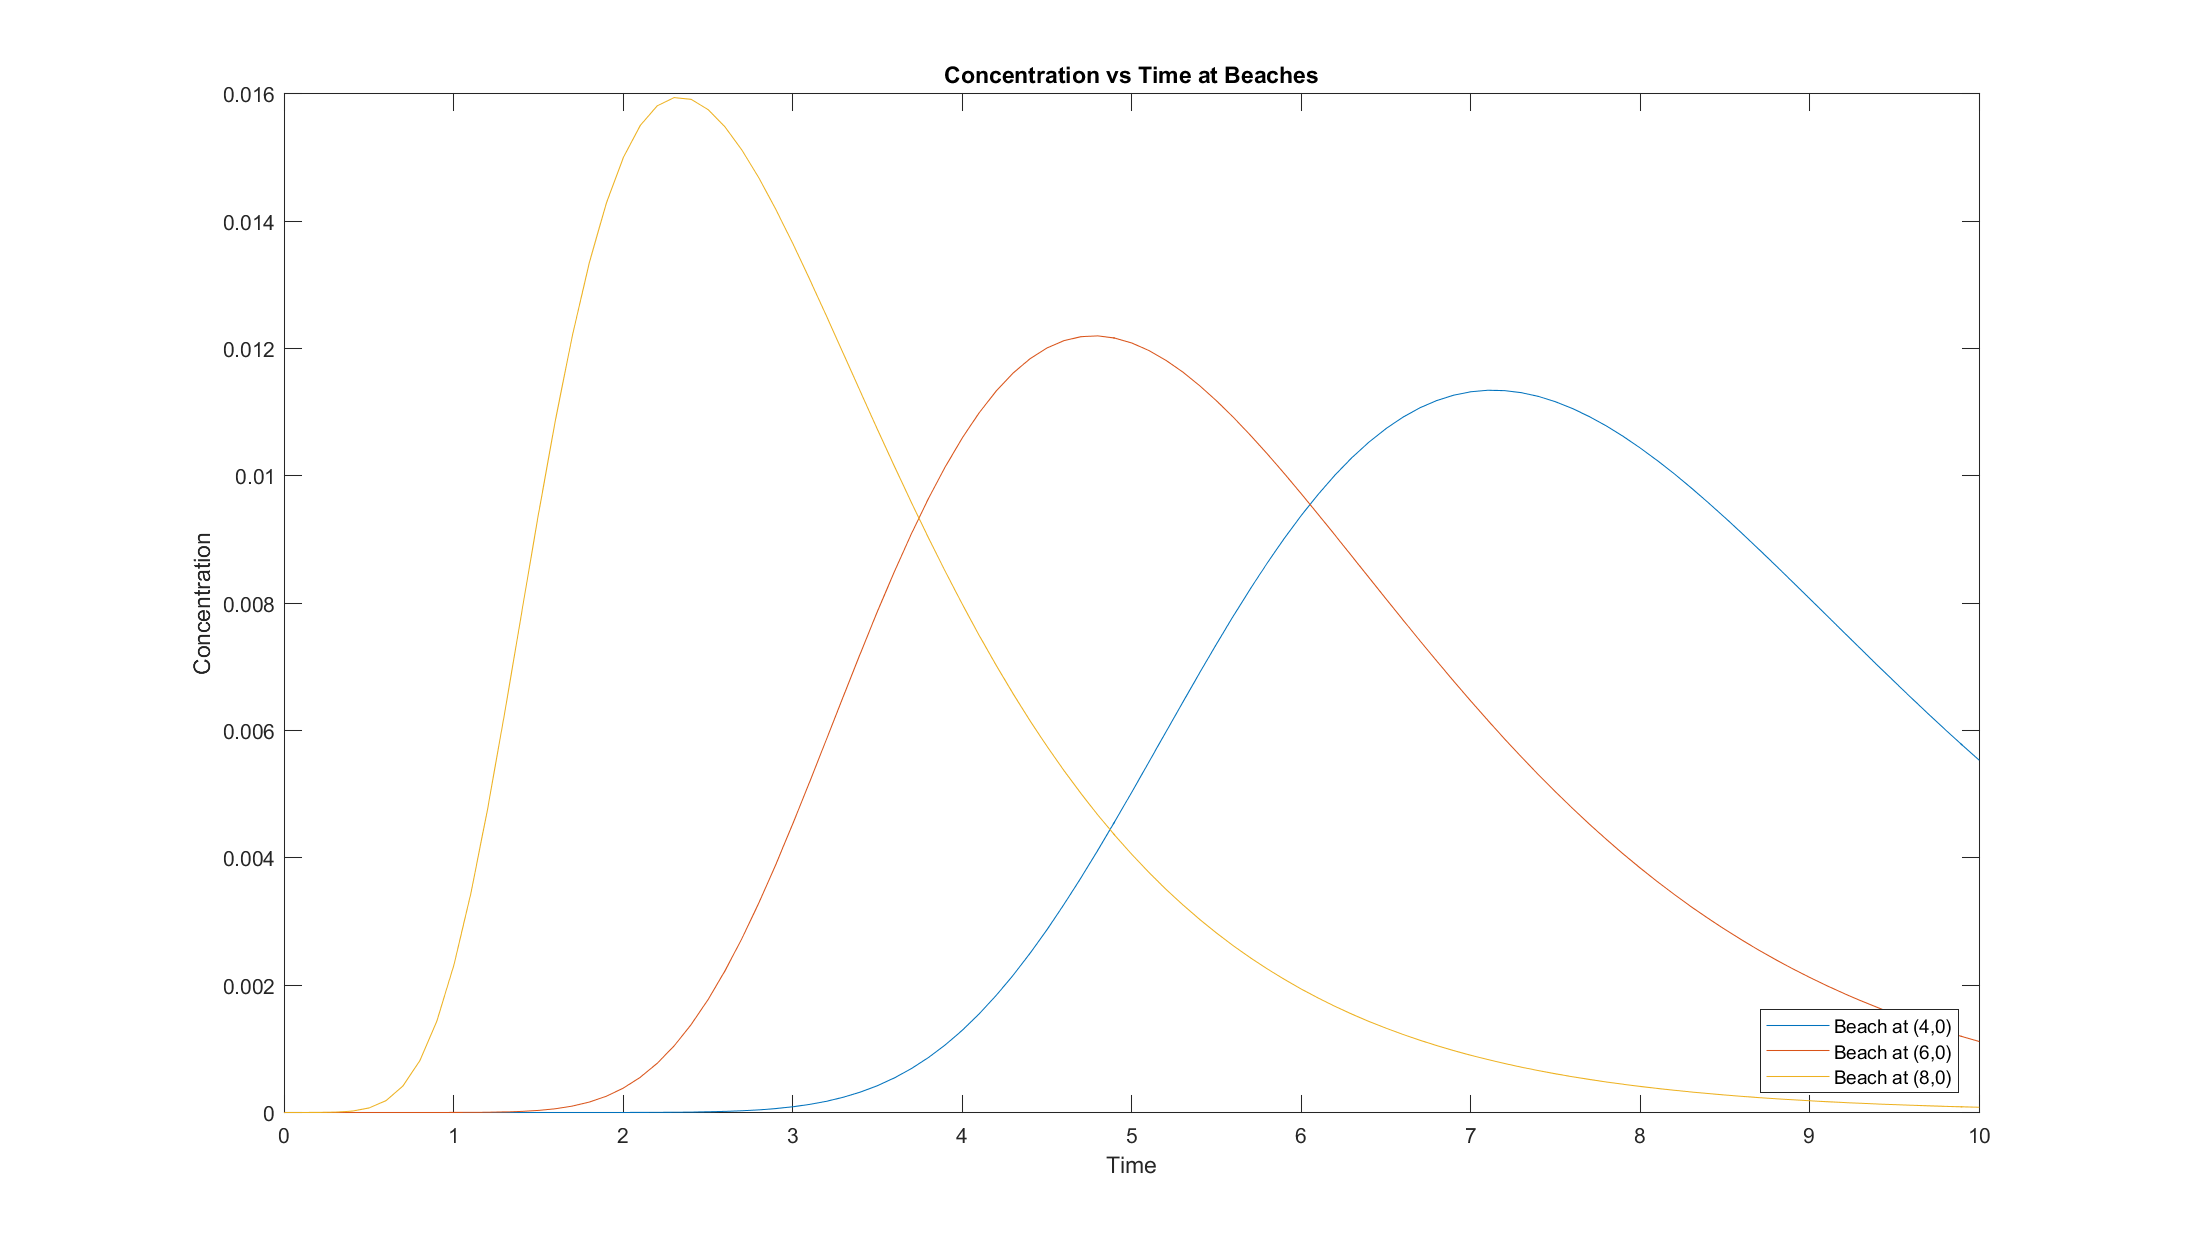 Concentration vs Time at Beaches
0.016
0.014
0.012
0.01
0.008
0.006
0.004
0.002
0
Concentration
0 1 2 3 4 5 6 7 8 9 10
Time
Beach at (4,0)
Beach at (6,0)
Beach at (8,0)